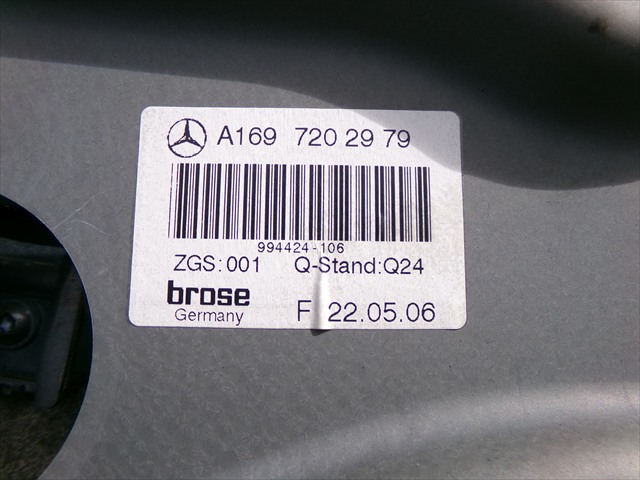 A169 720 29 79
994424-106
ZGS:001 Q-Stand:Q24
brose
Germany F 22.05.06